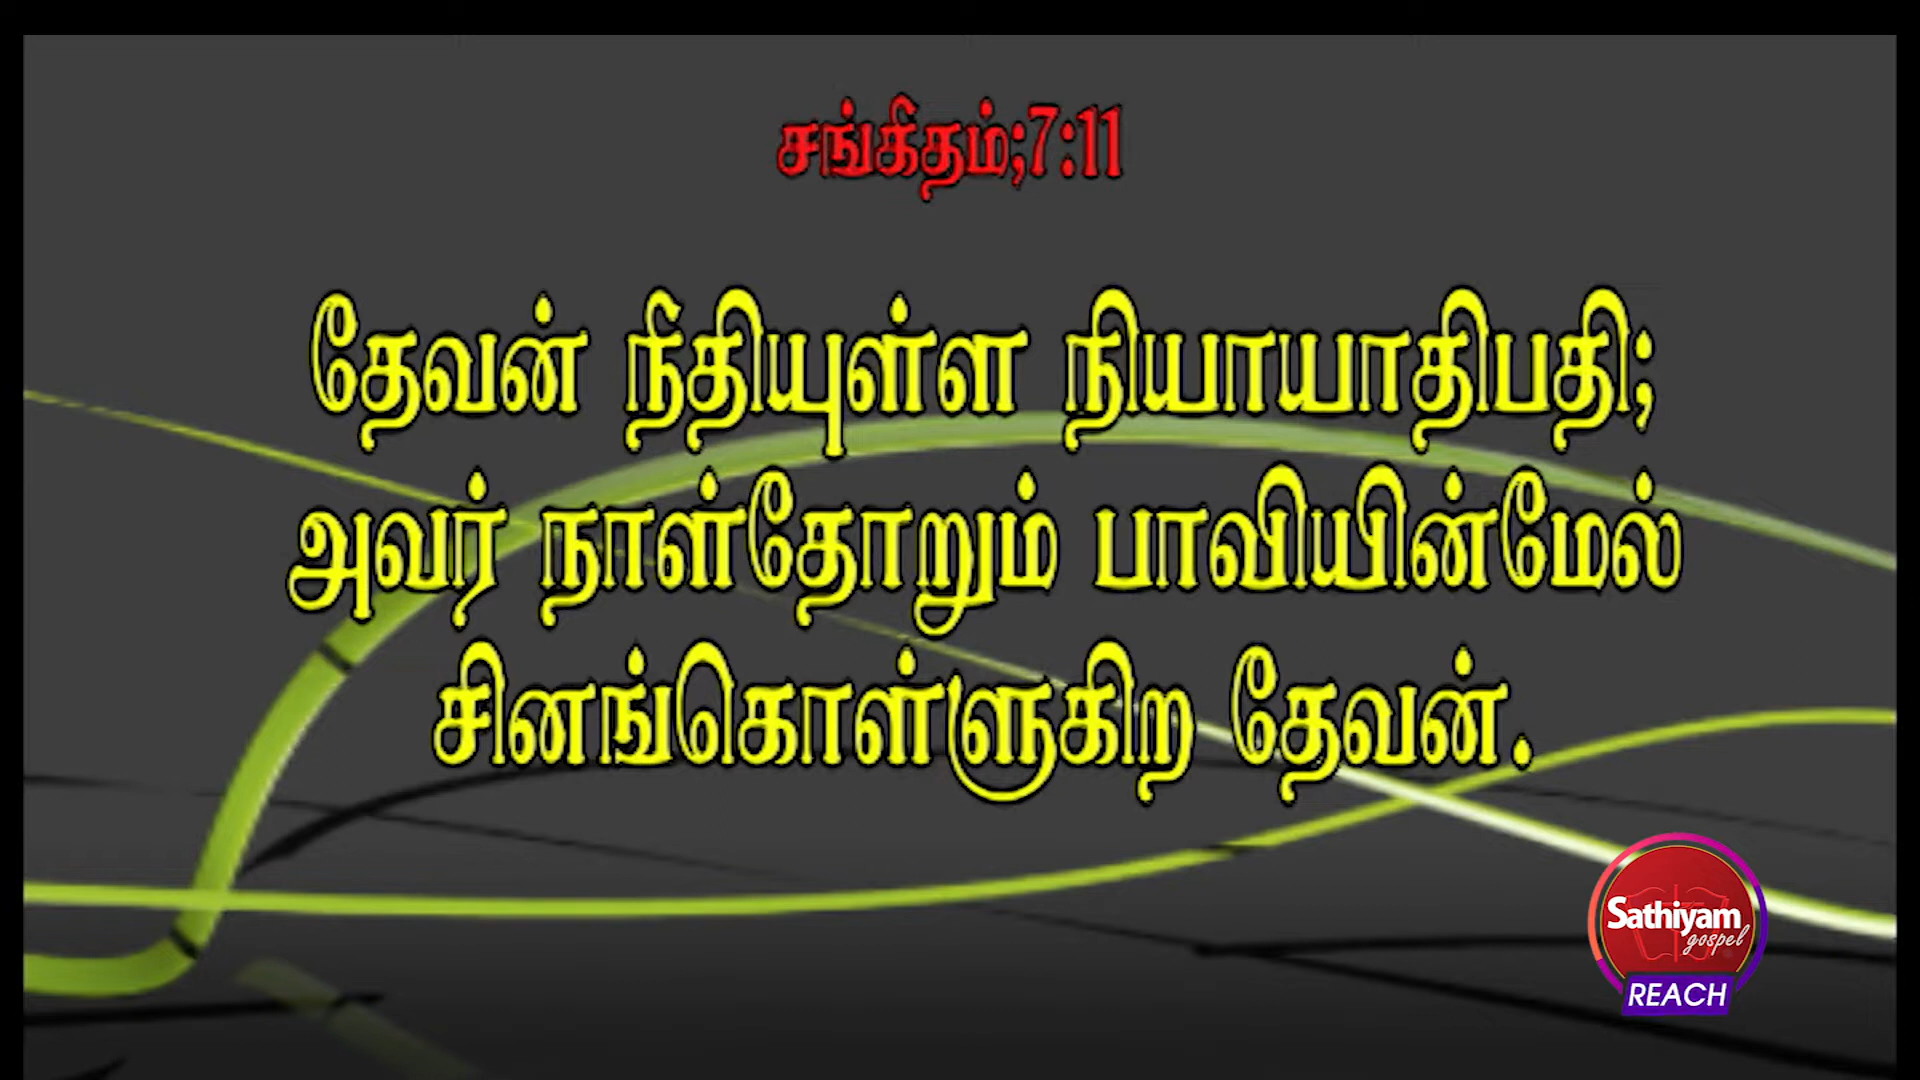 சங்கிதம்;7:11
தேவன் நிதியுள்ள நியாயாதிபதி;
அவர் நாள்தோறும் பாவியின்மேல்
சினங்கொள்ளுகிற தேவன்.
Sathiyam
gospel
REACH